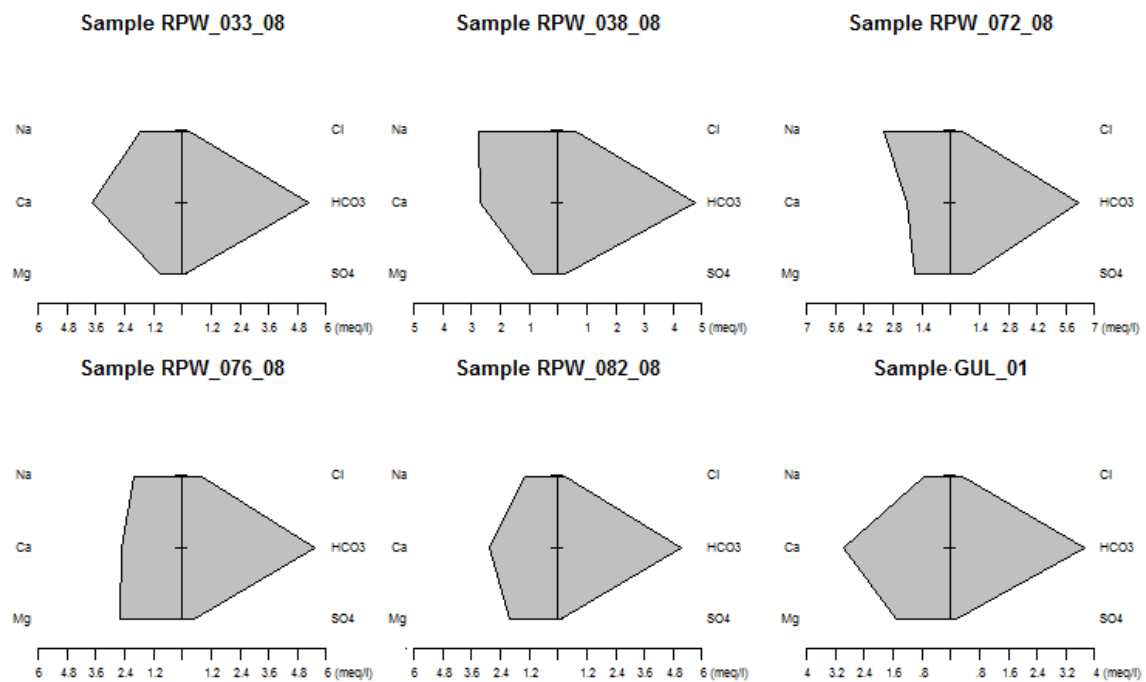 Sample RPW_033_08 Sample RPW_038_08 Sample RPW_072_08
Na Cl Na Cl Na Cl
Ca HCO3 Ca HCO3 Ca HCO3
Mg SO4 Mg SO4 Mg SO4
6 4.8 3.6 2.4 1.2 1.2 2.4 3.6 4.8 6 (meq/l) 5 4 3 2 1 1 2 3 4 5 (meq/l) 7 5.6 4.2 2.8 1.4 1.4 2.8 4.2 5.6 7 (meq/l)
Sample RPW_076_08 Sample RPW_082_08 Sample GUL_01
Na Cl Na Cl Na Cl
Ca HCO3 Ca HCO3 Ca HCO3
Mg SO4 Mg SO4 Mg SO4
6 4.8 3.6 2.4 1.2 1.2 2.4 3.6 4.8 6 (meq/l) 6 4.8 3.6 2.4 1.2 1.2 2.4 3.6 4.8 6 (meq/l) 4 3.2 2.4 1.6 .8 .8 1.6 2.4 3.2 4 (meq/l)